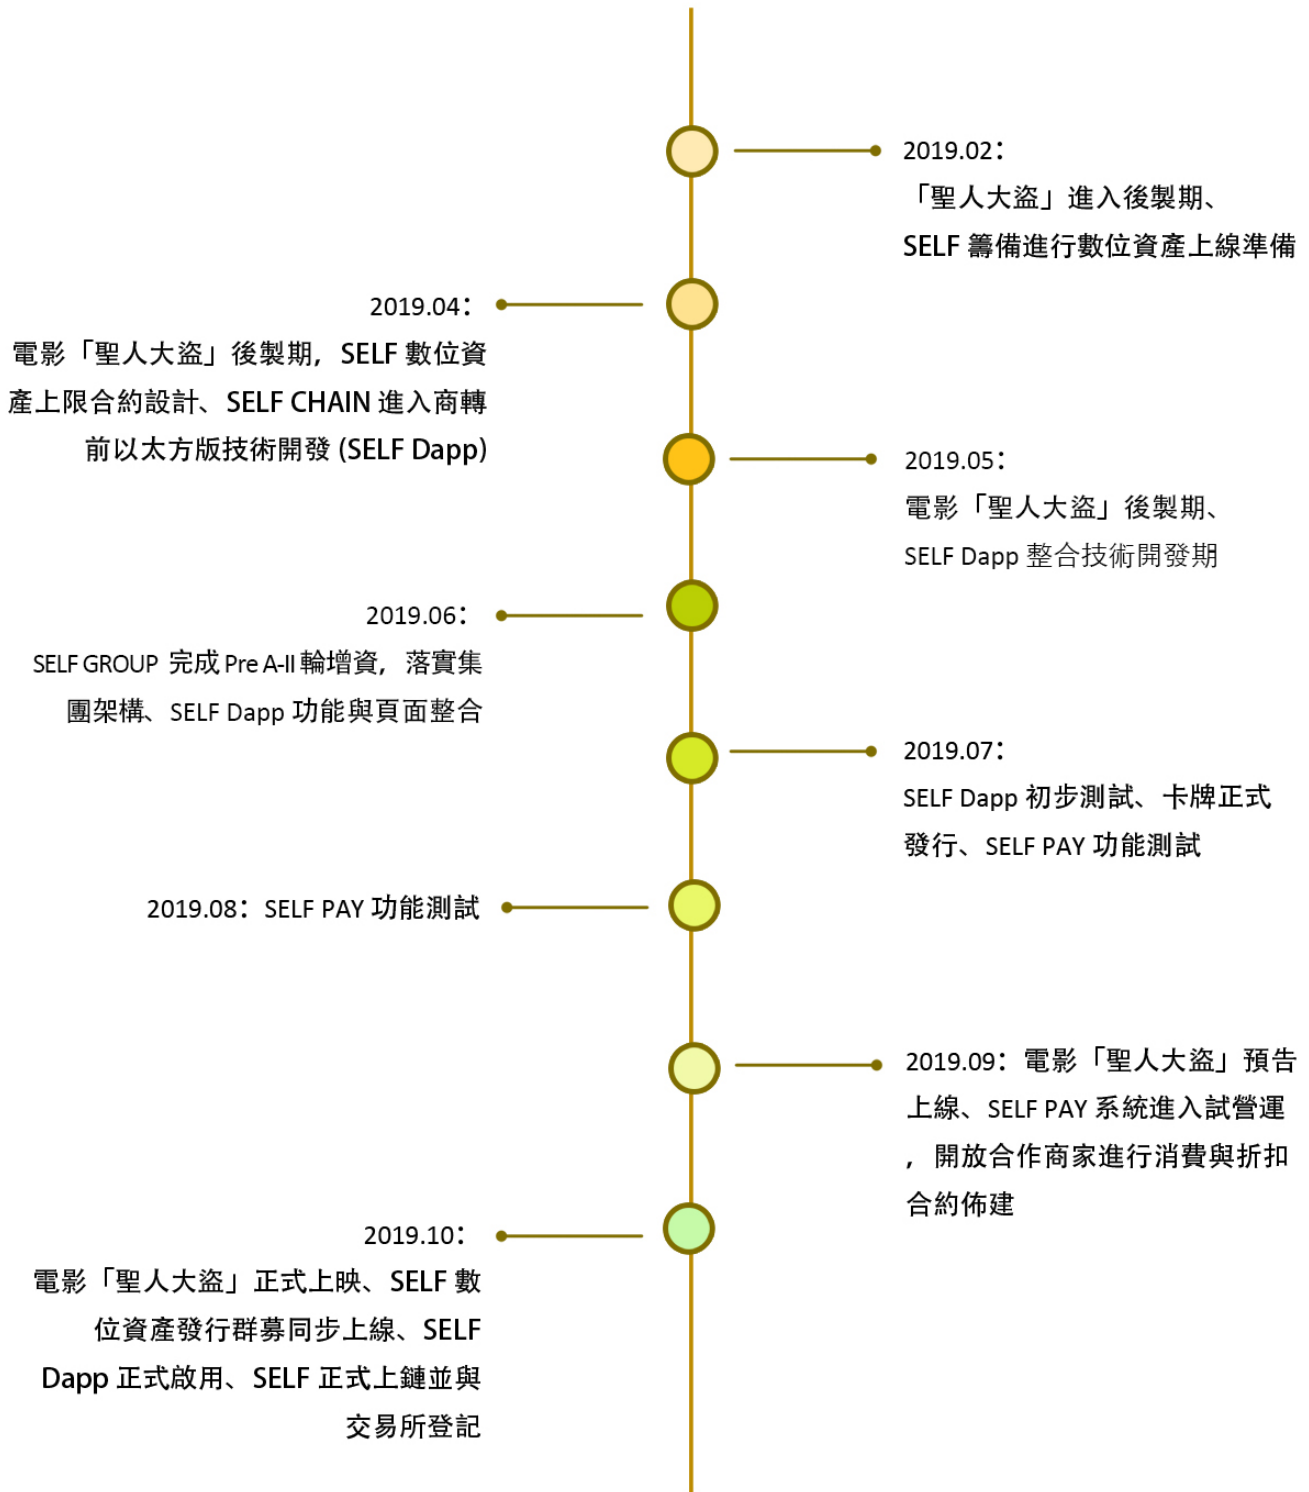 2019.02：
「聖人大盜」進入後製期、
SELF 籌備進行數位資產上線準備
2019.04：
電影「聖人大盜」後製期，SELF 數位資
產上限合約設計、SELF CHAIN 進入商轉
前以太方版技術開發 (SELF Dapp)
2019.05：
電影「聖人大盜」後製期、
SELF Dapp 整合技術開發期
2019.06：
SELF GROUP 完成 Pre A-II 輪增資，落實集
團架構、SELF Dapp 功能與頁面整合
2019.07：
SELF Dapp 初步測試、卡牌正式
發行、SELF PAY 功能測試
2019.08：SELF PAY 功能測試
2019.09：電影「聖人大盜」預告
上線、SELF PAY 系統進入試營運
，開放合作商家進行消費與折扣
合約佈建
2019.10：
電影「聖人大盜」正式上映、SELF 數
位資產發行群募同步上線、SELF
Dapp 正式啟用、SELF 正式上鏈並與
交易所登記